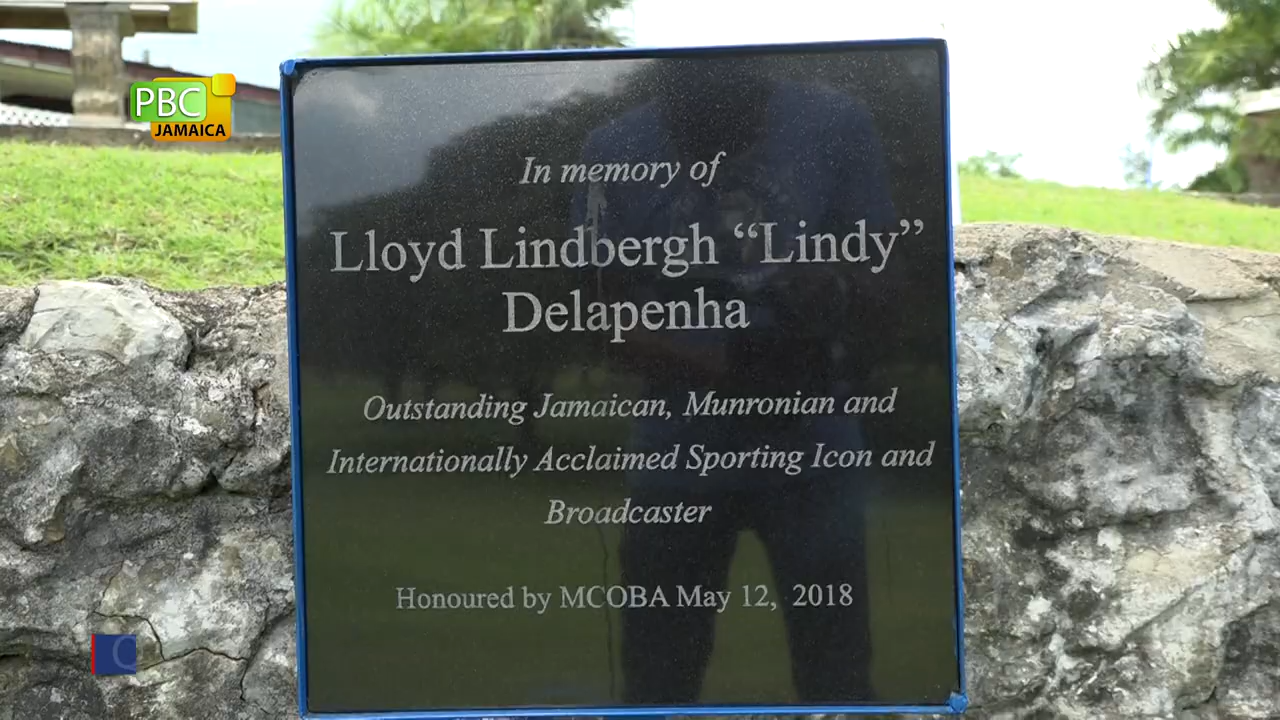 PBC
JAMAICA
In memory of
Lloyd Lindbergh “Lindy”
Delapenha
Outstanding Jamaican, Munronian and
Internationally Acclaimed Sporting Icon and
Broadcaster
Honoured by MCOBA May 12, 2018